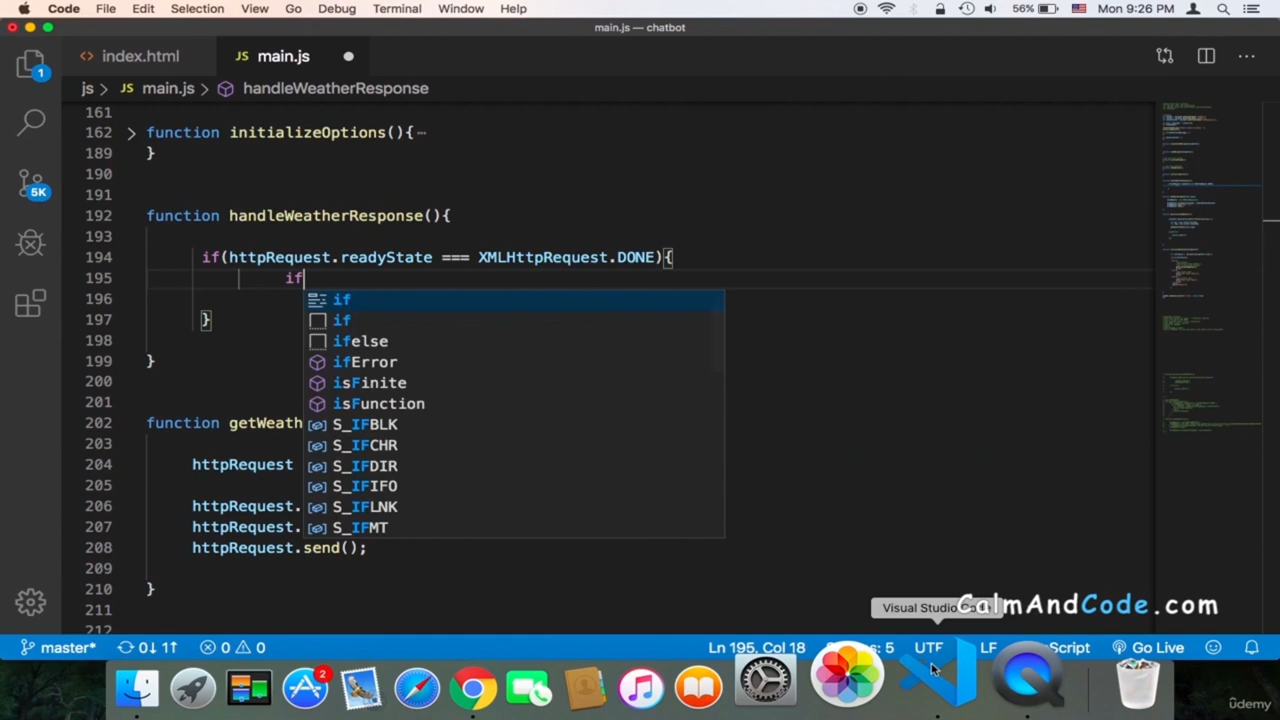 Code File Edit Selection View Go Debug Terminal Window Help 56% Mon 9:26 PM
main.js — chatbot
index.html JS main.js
js > JS main.js > handleWeatherResponse
1
5K
161
162 function initializeOptions(){
189 }
190
191
192 function handleWeatherResponse(){
193
194 if(httpRequest.readyState === XMLHttpRequest.DONE){
195 if
196 if
197 } if
198 ifelse
199 } ifError
200 isFinite
201 isFunction
202 function getWeath S_IFBLK
203 S_IFCHR
204 httpRequest S_IFDIR
205 S_IFIFO
206 httpRequest. S_IFLNK
207 httpRequest. S_IFMT
208 httpRequest.send();
209
210 }
211
212
Visual Studio
CalmAndCode.com
master* 0↓ 1↑ 0 0 Ln 195, Col 18 : 5 UTF LF Script Go Live
2
ûdemy